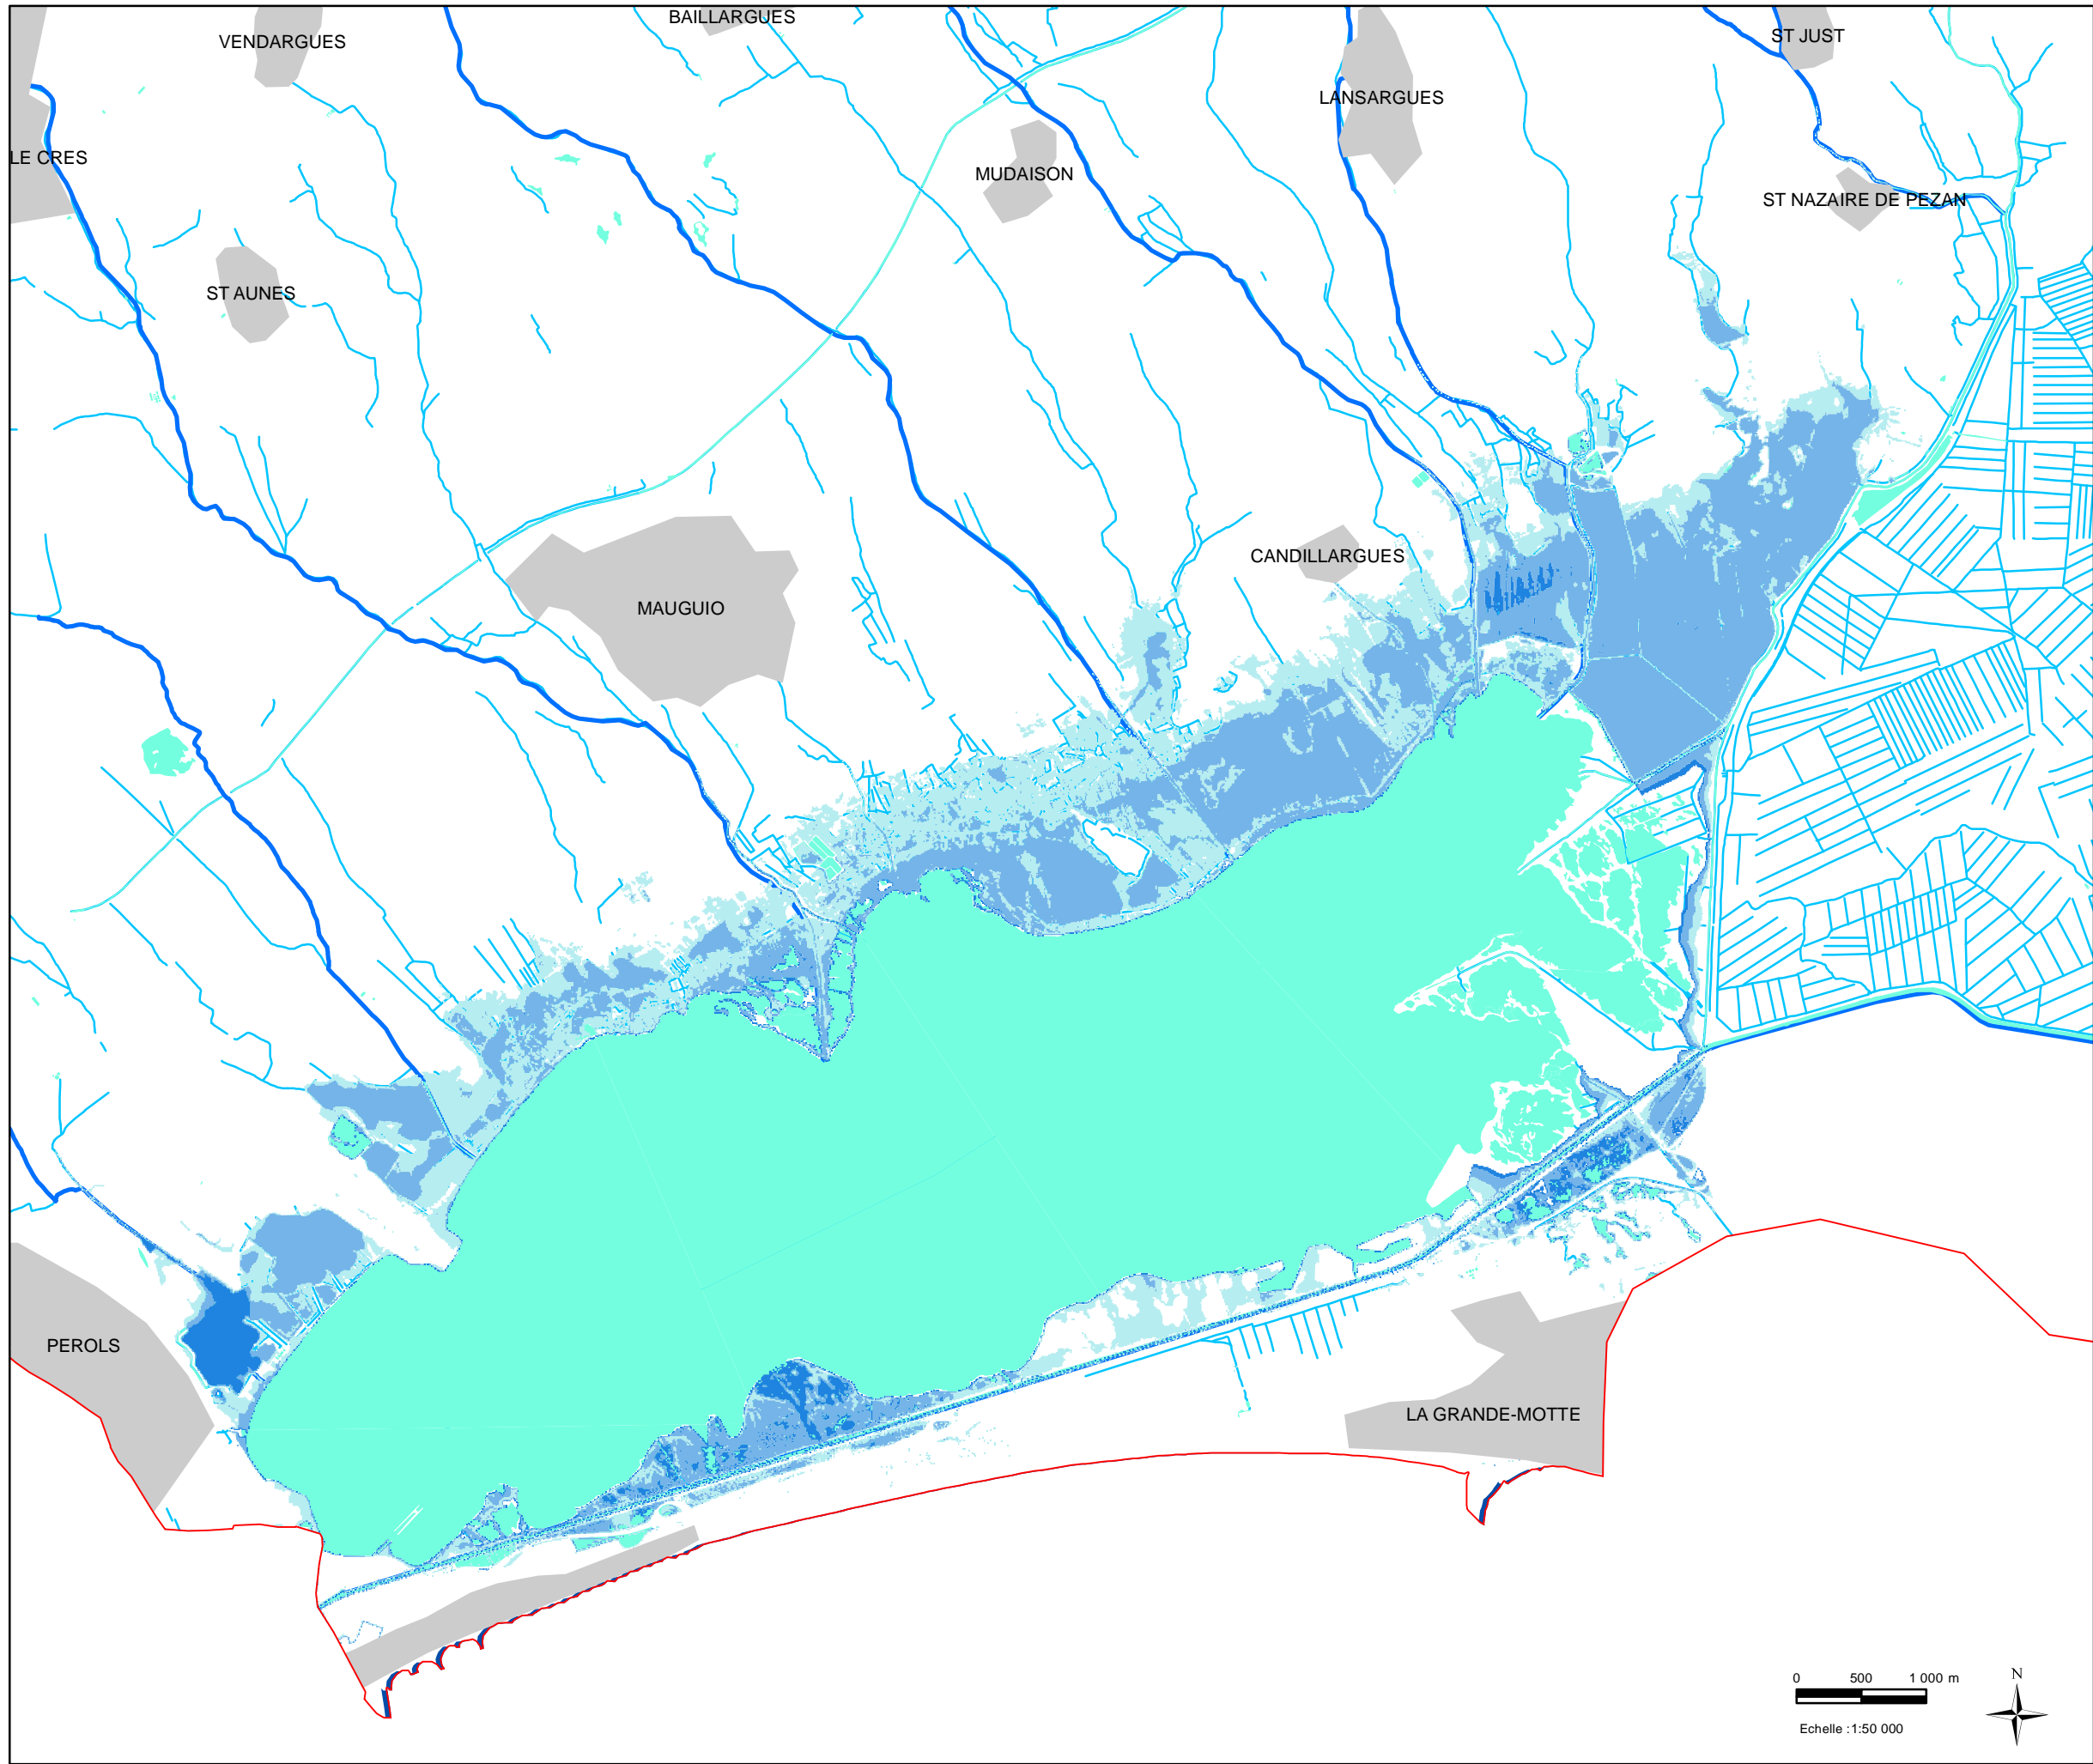 BAILLARGUES
VENDARGUES
ST JUST
LANSARGUES
LE CRES
MUDAISON
ST NAZAIRE DE PEZAN
ST AUNES
CANDILLARGUES
MAUGUIO
PEROLS
LA GRANDE-MOTTE
0 500 1 000 m
N
Echelle :1:50 000